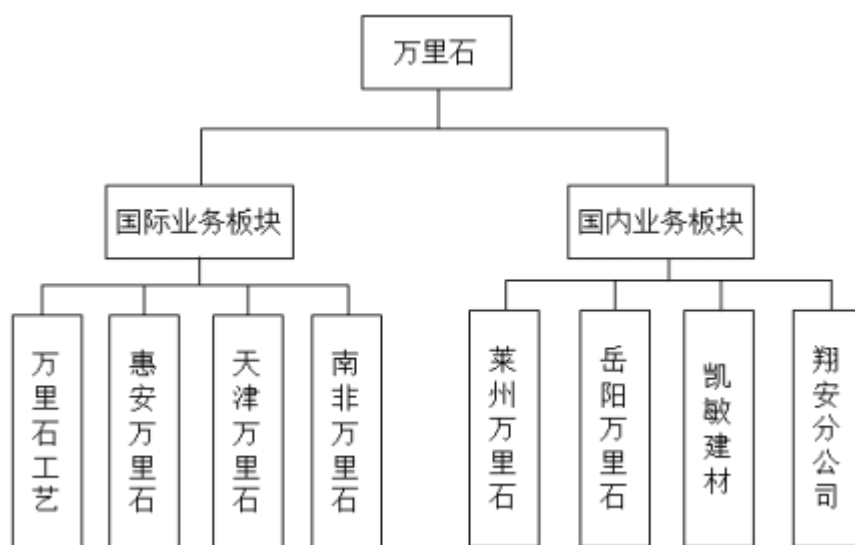 万里石
国际业务板块
国内业务板块
万里石工艺
惠安万里石
天津万里石
南非万里石
莱州万里石
岳阳万里石
凯敏建材
翔安分公司